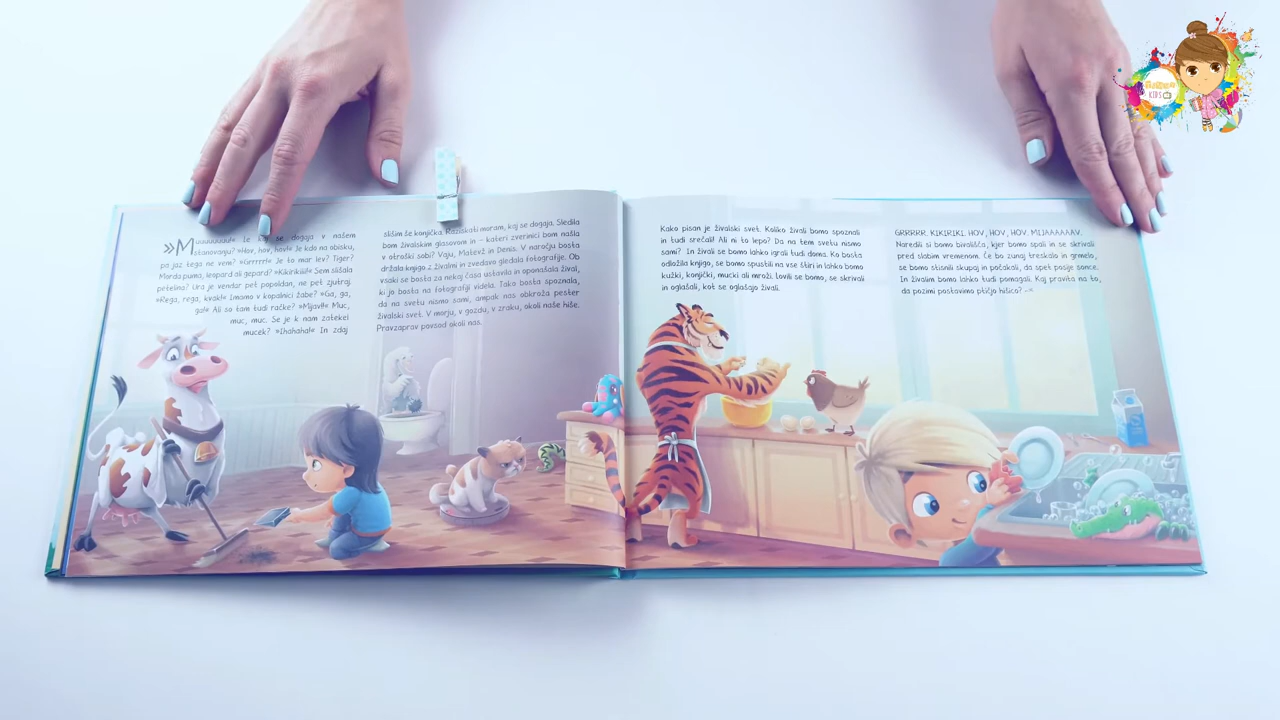 »Muuuuuuuu!« Je kaj se dogaja v našem
stanovanju? »Hov, hov, hov!« Je kdo na obisku,
pa jaz tega ne vem? »Grrrrr!« Je to mar lev? Tiger?
Morda puma, leopard ali gepard? »Kikirikiii!« Sem slišala
petelina? Ura je vendar pet popoldan, ne pet zjutraj.
»Rega, rega, kvak!« Imamo v kopalnici žabe? »Ga, ga,
ga!« Ali so tam tudi račke? »Mijav!« Muc,
muc, muc. Se je k nam zatekel
mucek? »Ihahaha!« In zdaj
slišim še konjička. Raziskati moram, kaj se dogaja. Sledila
bom živalskim glasovom in – kateri zverinici bom našla
v otroški sobi? Vaju, Matevž in Denis. V naročju bosta
držala knjigo z živalmi in zvedavo gledala fotografije. Ob
vsaki se bosta za nekaj časa ustavila in oponašala žival,
ki jo bosta na fotografiji videla. Tako bosta spoznala,
da na svetu nismo sami, ampak nas obkroža pester
živalski svet. V morju, v gozdu, v zraku, okoli naše hiše.
Pravzaprav povsod okoli nas.
Kako pisan je živalski svet. Koliko živali bomo spoznali
in tudi srečali! Ali ni to lepo? Da na tem svetu nismo
sami? In živali se bomo lahko igrali tudi doma. Ko bosta
odložila knjigo, se bomo spustili na vse štiri in lahko bomo
kužki, konjički, mucki ali mroži. Lovili se bomo, se skrivali
in oglašali, kot se oglašajo živali.
GRRRRR. KIKIRIKI. HOV, HOV, HOV. MIJAAAAAAV.
Naredili si bomo bivališča, kjer bomo spali in se skrivali
pred slabim vremenom. Če bo zunaj treskalo in grmelo,
se bomo stisnili skupaj in počakali, da spet posije sonce.
In živalim bomo lahko tudi pomagali. Kaj pravita na to,
da pozimi postavimo ptičjo hišico?
KIDS